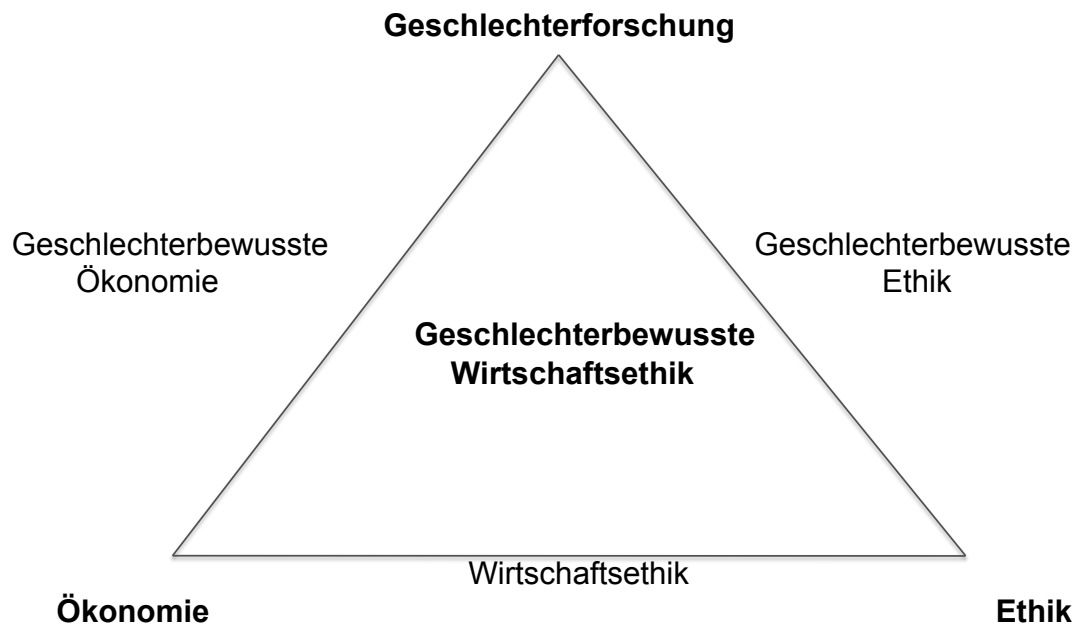 Geschlechterforschung
Geschlechterbewusste
Ökonomie
Geschlechterbewusste
Ethik
Geschlechterbewusste
Wirtschaftsethik
Wirtschaftsethik
Ökonomie
Ethik